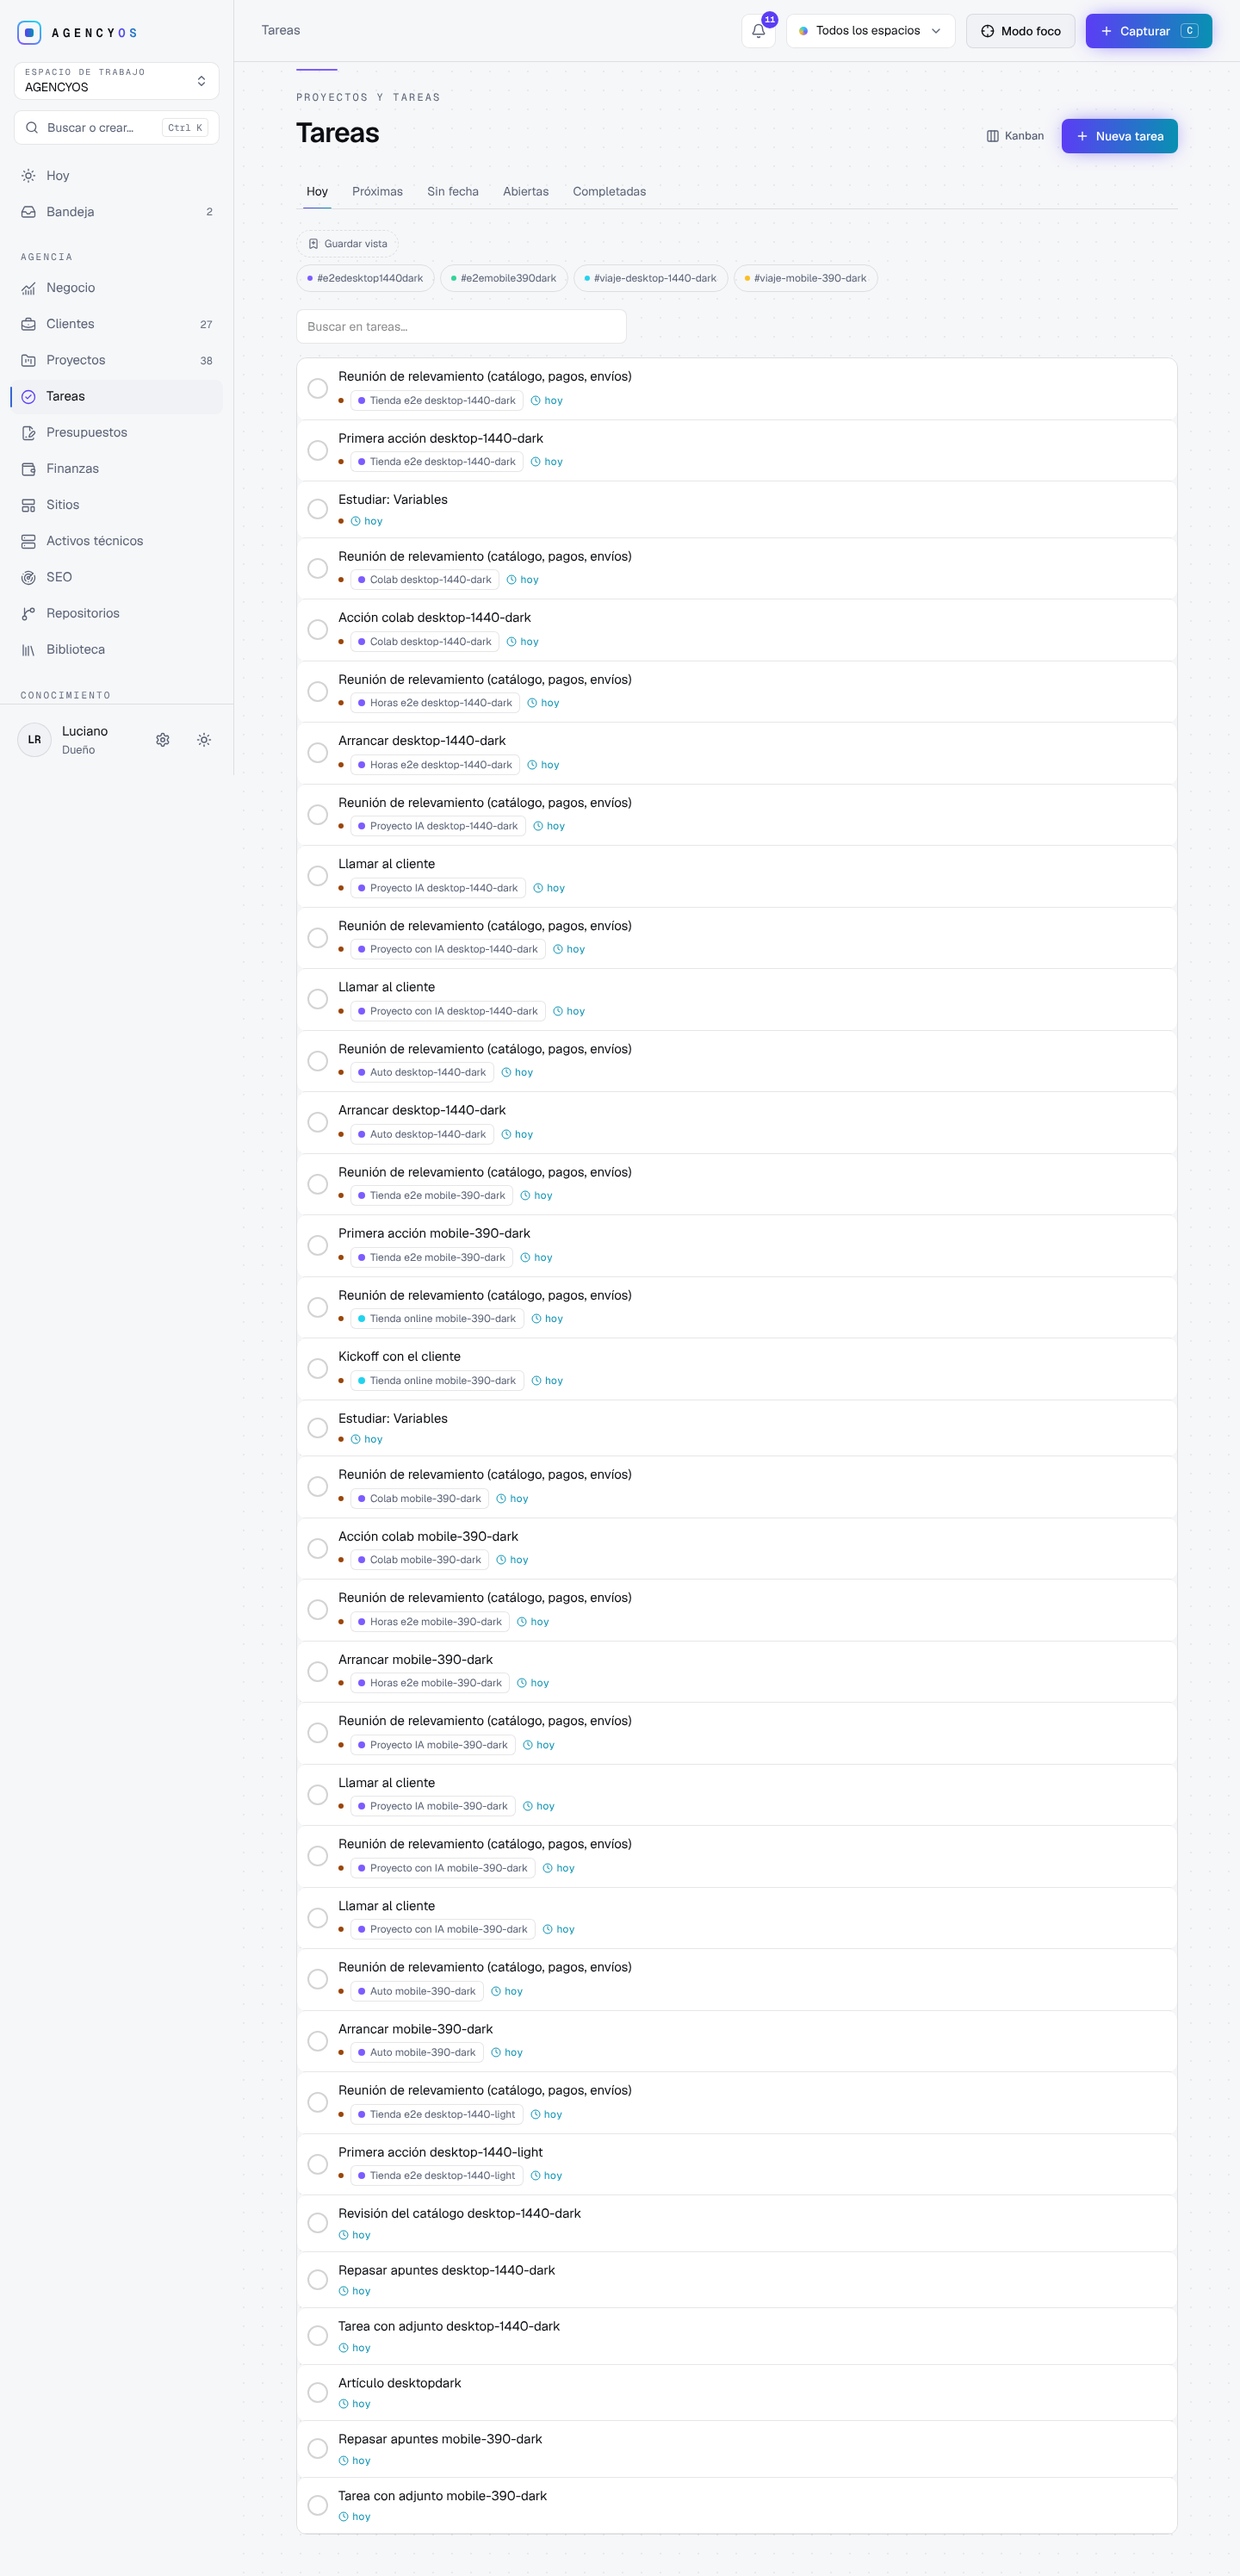 AGENCYOS
ESPACIO DE TRABAJO
AGENCYOS
Buscar o crear... Ctrl K
Hoy
Bandeja 2
AGENCIA
Negocio
Clientes 27
Proyectos 38
Tareas
Presupuestos
Finanzas
Sitios
Activos técnicos
SEO
Repositorios
Biblioteca
CONOCIMIENTO
LR Luciano
Dueño
Tareas
11
Todos los espacios
Modo foco
Capturar C
PROYECTOS Y TAREAS
Tareas
Kanban
Nueva tarea
Hoy Próximas Sin fecha Abiertas Completadas
Guardar vista
#e2edesktop1440dark #e2emobile390dark #viaje-desktop-1440-dark #viaje-mobile-390-dark
Buscar en tareas...
Reunión de relevamiento (catálogo, pagos, envíos)
Tienda e2e desktop-1440-dark hoy
Primera acción desktop-1440-dark
Tienda e2e desktop-1440-dark hoy
Estudiar: Variables
hoy
Reunión de relevamiento (catálogo, pagos, envíos)
Colab desktop-1440-dark hoy
Acción colab desktop-1440-dark
Colab desktop-1440-dark hoy
Reunión de relevamiento (catálogo, pagos, envíos)
Horas e2e desktop-1440-dark hoy
Arrancar desktop-1440-dark
Horas e2e desktop-1440-dark hoy
Reunión de relevamiento (catálogo, pagos, envíos)
Proyecto IA desktop-1440-dark hoy
Llamar al cliente
Proyecto IA desktop-1440-dark hoy
Reunión de relevamiento (catálogo, pagos, envíos)
Proyecto con IA desktop-1440-dark hoy
Llamar al cliente
Proyecto con IA desktop-1440-dark hoy
Reunión de relevamiento (catálogo, pagos, envíos)
Auto desktop-1440-dark hoy
Arrancar desktop-1440-dark
Auto desktop-1440-dark hoy
Reunión de relevamiento (catálogo, pagos, envíos)
Tienda e2e mobile-390-dark hoy
Primera acción mobile-390-dark
Tienda e2e mobile-390-dark hoy
Reunión de relevamiento (catálogo, pagos, envíos)
Tienda online mobile-390-dark hoy
Kickoff con el cliente
Tienda online mobile-390-dark hoy
Estudiar: Variables
hoy
Reunión de relevamiento (catálogo, pagos, envíos)
Colab mobile-390-dark hoy
Acción colab mobile-390-dark
Colab mobile-390-dark hoy
Reunión de relevamiento (catálogo, pagos, envíos)
Horas e2e mobile-390-dark hoy
Arrancar mobile-390-dark
Horas e2e mobile-390-dark hoy
Reunión de relevamiento (catálogo, pagos, envíos)
Proyecto IA mobile-390-dark hoy
Llamar al cliente
Proyecto IA mobile-390-dark hoy
Reunión de relevamiento (catálogo, pagos, envíos)
Proyecto con IA mobile-390-dark hoy
Llamar al cliente
Proyecto con IA mobile-390-dark hoy
Reunión de relevamiento (catálogo, pagos, envíos)
Auto mobile-390-dark hoy
Arrancar mobile-390-dark
Auto mobile-390-dark hoy
Reunión de relevamiento (catálogo, pagos, envíos)
Tienda e2e desktop-1440-light hoy
Primera acción desktop-1440-light
Tienda e2e desktop-1440-light hoy
Revisión del catálogo desktop-1440-dark
hoy
Repasar apuntes desktop-1440-dark
hoy
Tarea con adjunto desktop-1440-dark
hoy
Artículo desktopdark
hoy
Repasar apuntes mobile-390-dark
hoy
Tarea con adjunto mobile-390-dark
hoy